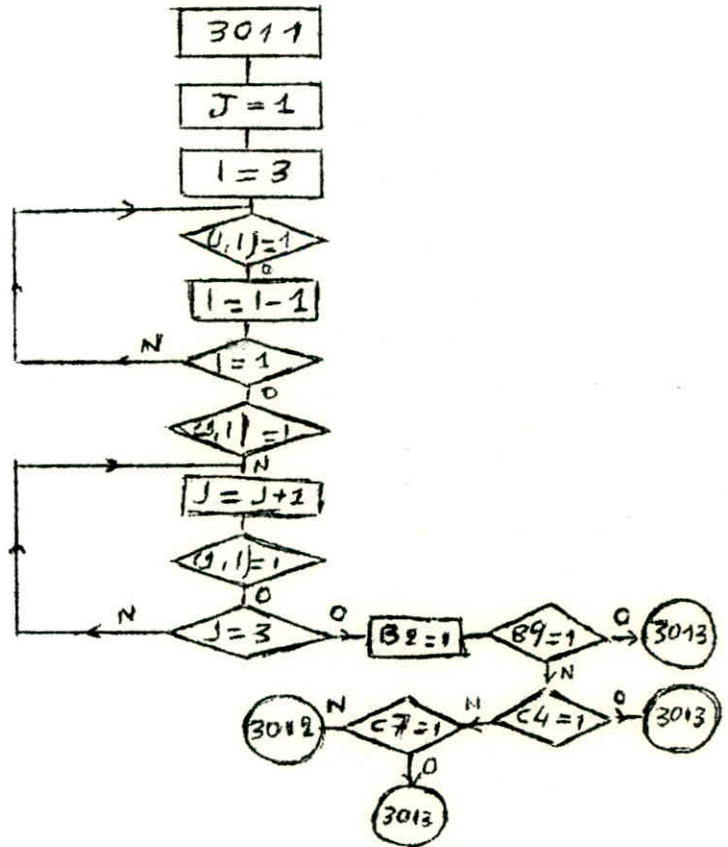 3011
J=1
I=3
(J,I)=1
O
I=I-1
N
I=1
O
(J,I)=1
N
J=J+1
(J,I)=1
O
N
J=3
O
B2=1
B9=1
O
3013
N
3012
N
C7=1
N
C4=1
O
3013
O
3013